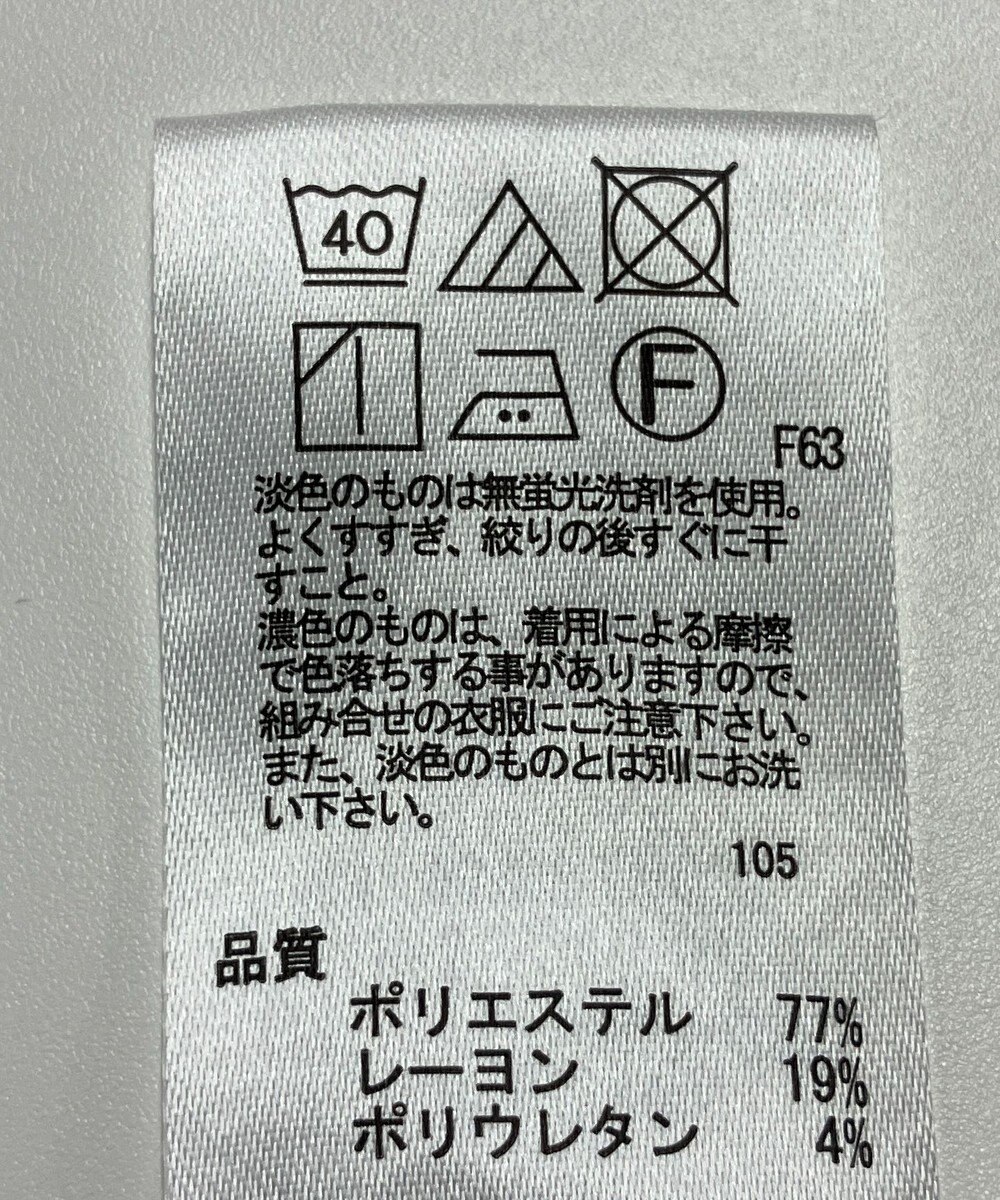 40
F
F63
淡色のものは無蛍光洗剤を使用。
よくすすぎ、絞りの後すぐに干
すこと。
濃色のものは、着用による摩擦
で色落ちする事がありますので、
組み合せの衣服にご注意下さい。
また、淡色のものとは別にお洗
い下さい。
105
品質
ポリエステル 77%
レーヨン 19%
ポリウレタン 4%